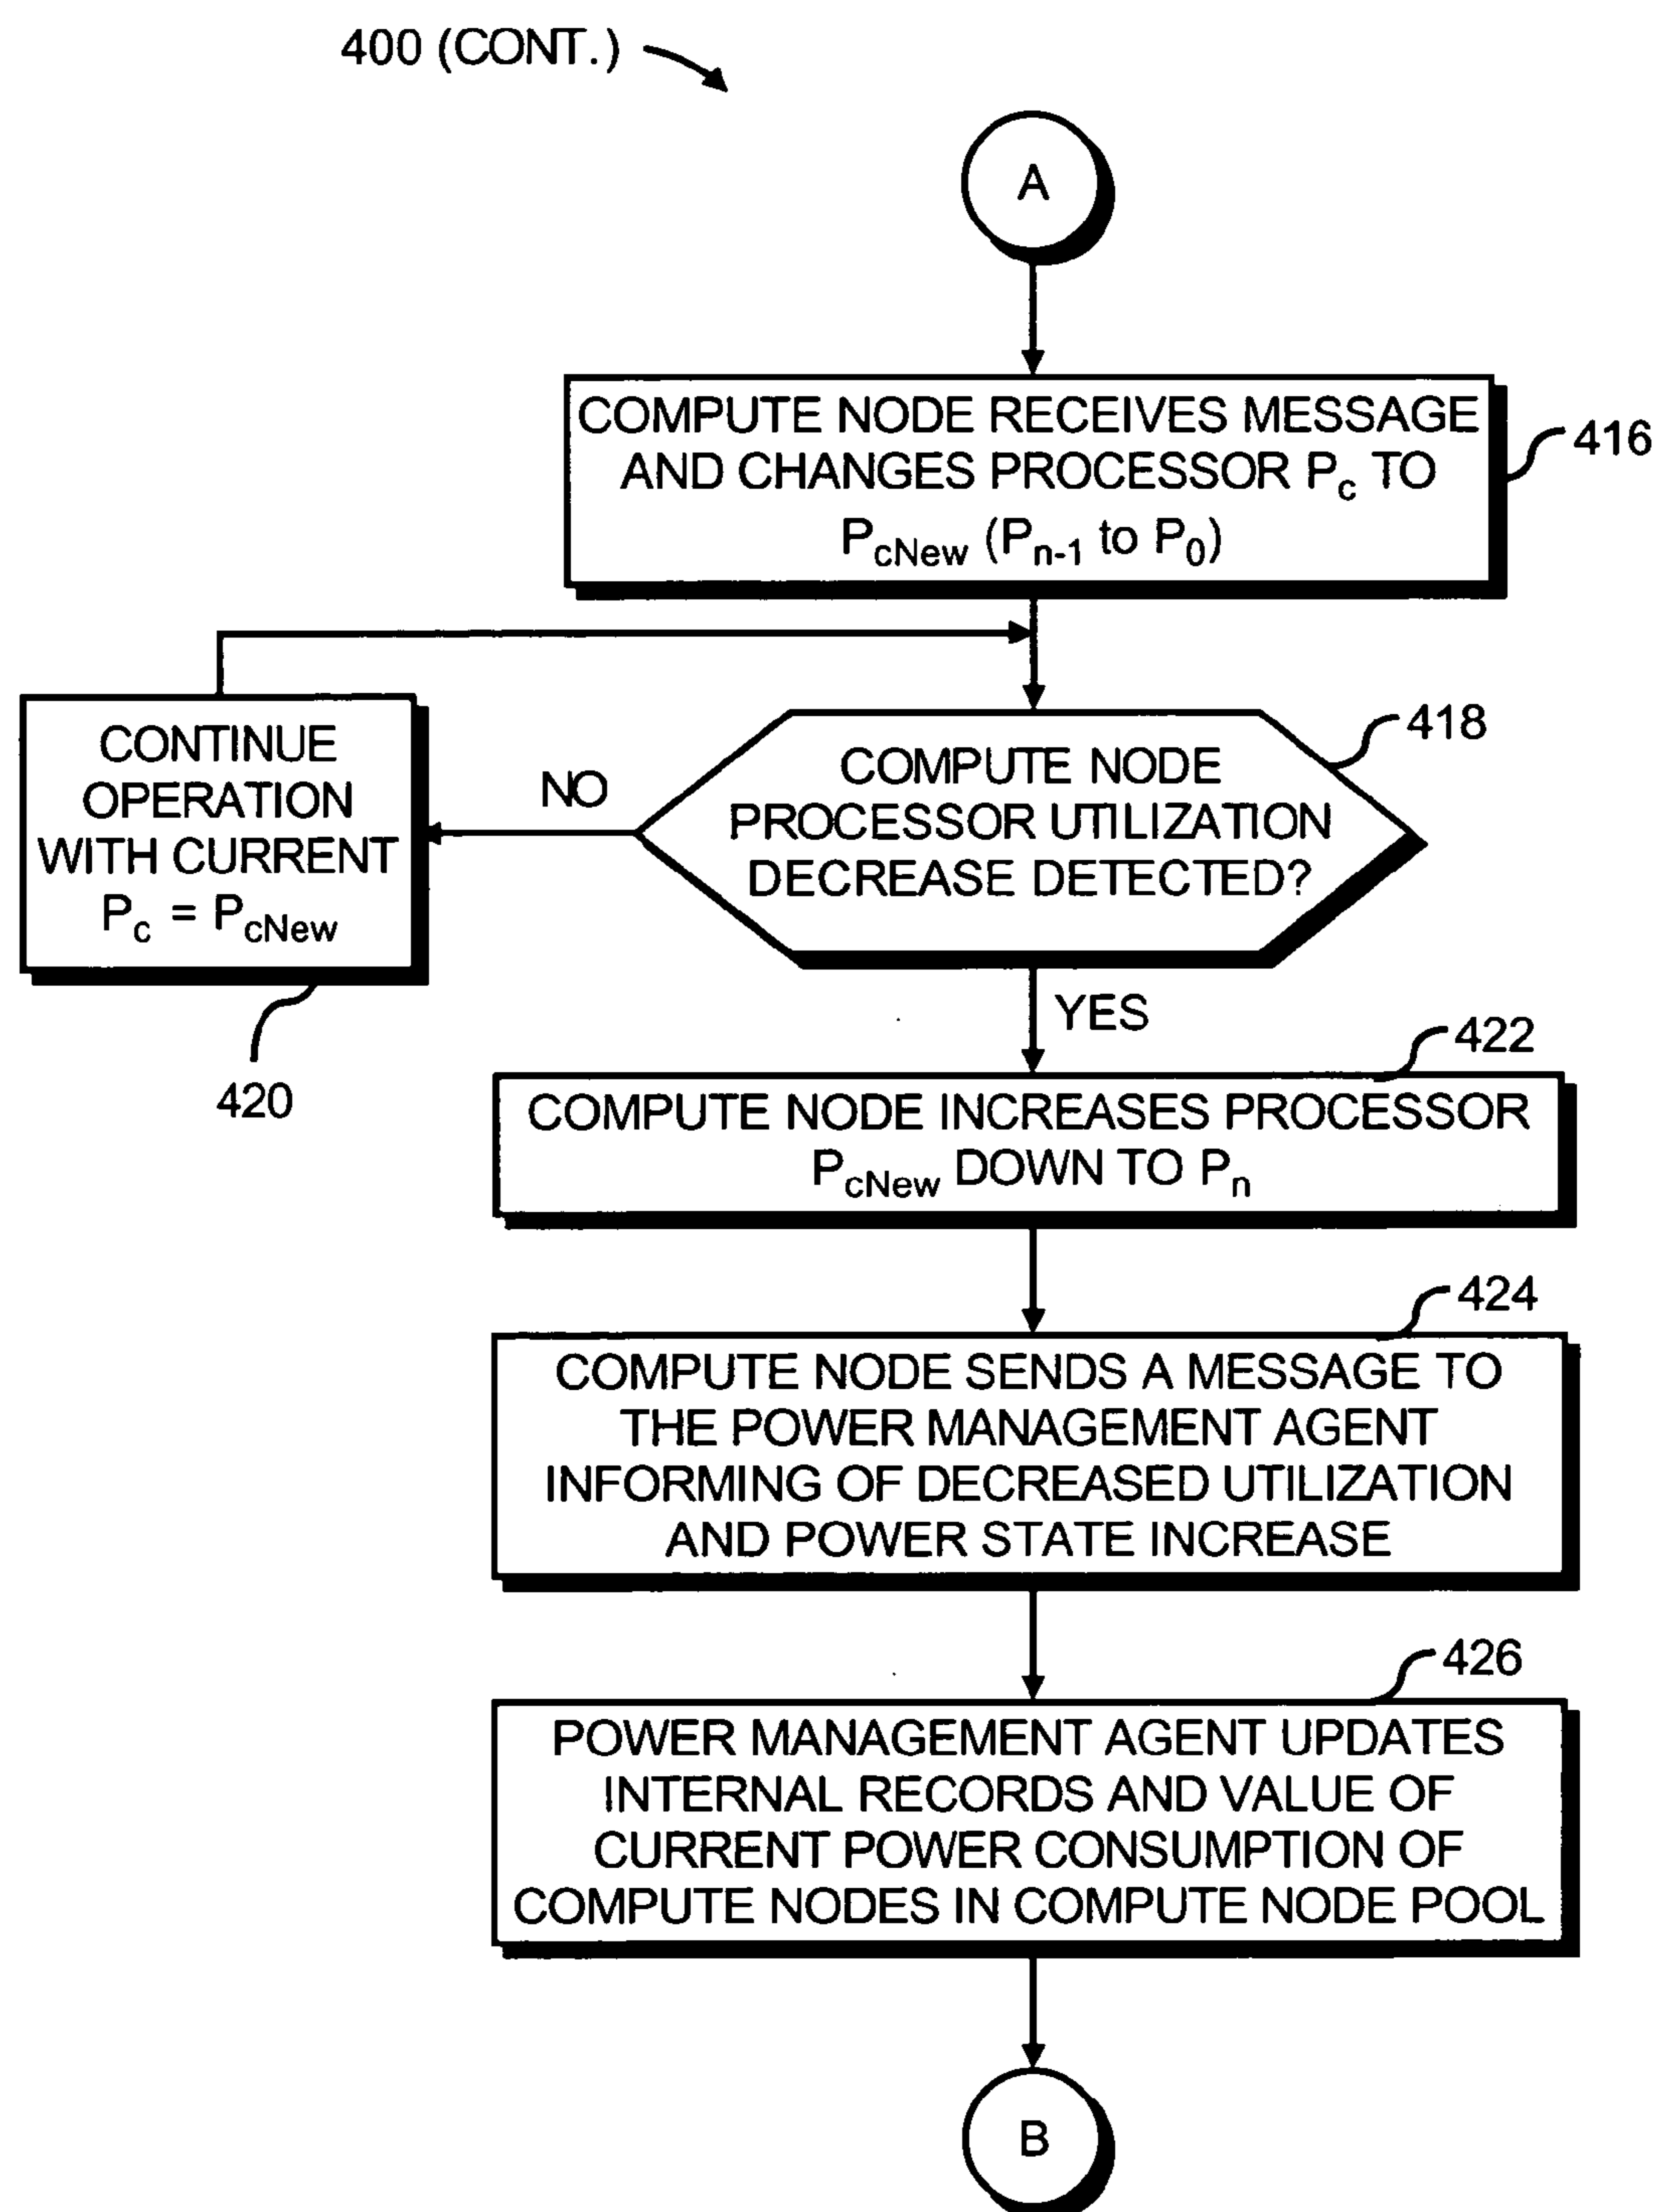 400 (CONT.)
A
COMPUTE NODE RECEIVES MESSAGE
AND CHANGES PROCESSOR Pc TO
PcNew (Pn-1 to P0)
416
418
COMPUTE NODE
PROCESSOR UTILIZATION
DECREASE DETECTED?
NO
CONTINUE
OPERATION
WITH CURRENT
Pc = PcNew
420
YES
422
COMPUTE NODE INCREASES PROCESSOR
PcNew DOWN TO Pn
424
COMPUTE NODE SENDS A MESSAGE TO
THE POWER MANAGEMENT AGENT
INFORMING OF DECREASED UTILIZATION
AND POWER STATE INCREASE
426
POWER MANAGEMENT AGENT UPDATES
INTERNAL RECORDS AND VALUE OF
CURRENT POWER CONSUMPTION OF
COMPUTE NODES IN COMPUTE NODE POOL
B